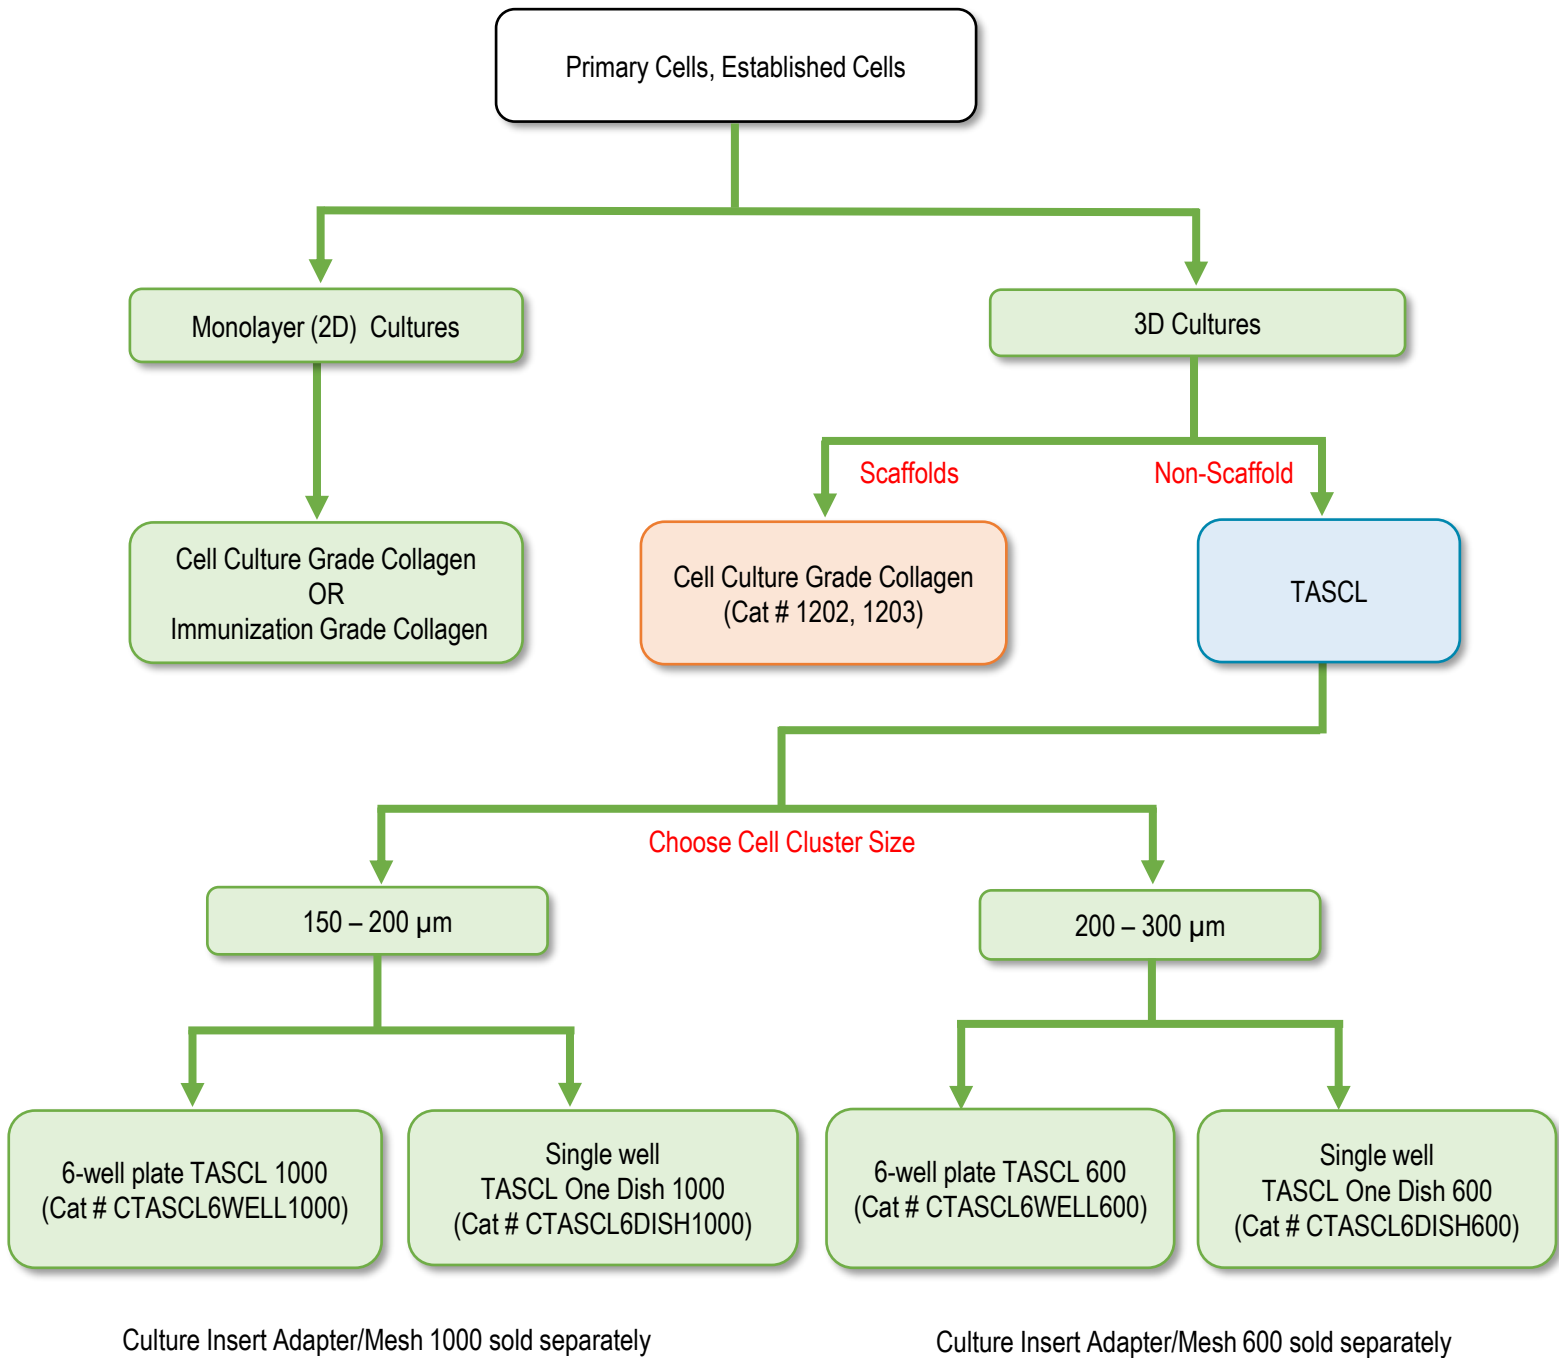 Primary Cells, Established Cells
Monolayer (2D)  Cultures
3D Cultures
Scaffolds
Non-Scaffold
Cell Culture Grade Collagen
OR
Immunization Grade Collagen
Cell Culture Grade Collagen
(Cat # 1202, 1203)
TASCL
Choose Cell Cluster Size
150 – 200 µm
200 – 300 µm
6-well plate TASCL 1000
(Cat # CTASCL6WELL1000)
Single well
TASCL One Dish 1000
(Cat # CTASCL6DISH1000)
6-well plate TASCL 600
(Cat # CTASCL6WELL600)
Single well
TASCL One Dish 600
(Cat # CTASCL6DISH600)
Culture Insert Adapter/Mesh 1000 sold separately
Culture Insert Adapter/Mesh 600 sold separately